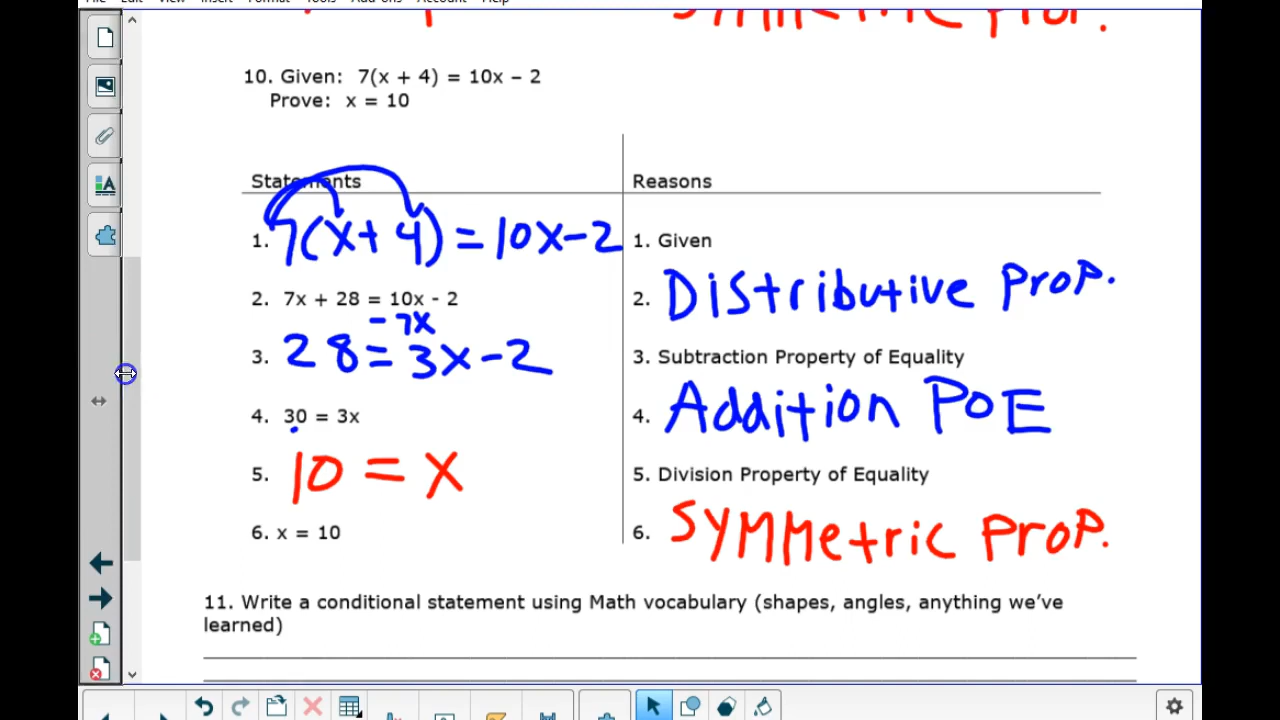 Symmetric Prop.
10. Given: 7(x + 4) = 10x – 2
Prove: x = 10
Statements
Reasons
1. 7(x + 4) = 10x - 2
1. Given
2. 7x + 28 = 10x - 2
- 7x
2. Distributive Prop.
3. 28 = 3x - 2
3. Subtraction Property of Equality
4. 30 = 3x
4. Addition PoE
5. 10 = x
5. Division Property of Equality
6. x = 10
6. Symmetric Prop.
11. Write a conditional statement using Math vocabulary (shapes, angles, anything we’ve
learned)